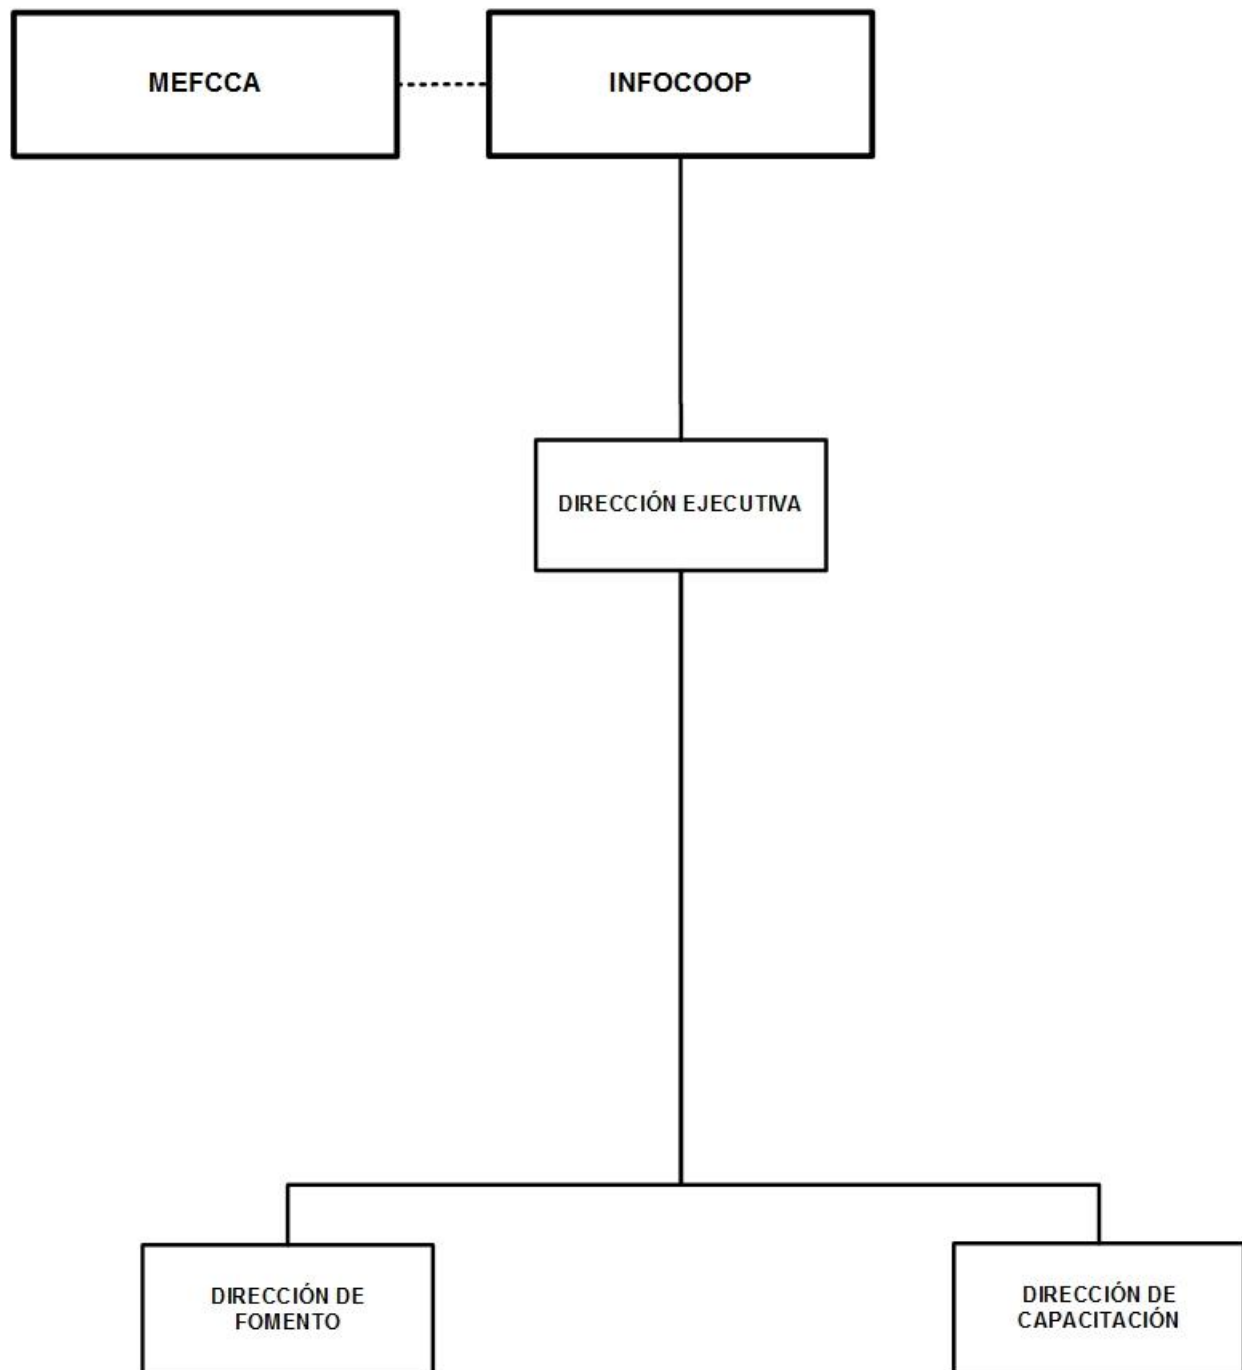 MEFCCA
INFOCOOP
DIRECCIÓN EJECUTIVA
DIRECCIÓN DE
FOMENTO
DIRECCIÓN DE
CAPACITACIÓN